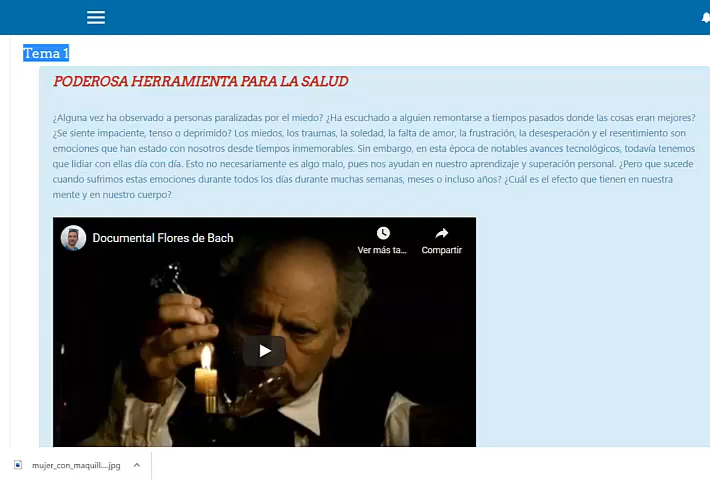 Tema 1
PODEROSA HERRAMIENTA PARA LA SALUD
¿Alguna vez ha observado a personas paralizadas por el miedo? ¿Ha escuchado a alguien remontarse a tiempos pasados donde las cosas eran mejores?
¿Se siente impaciente, tenso o deprimido? Los miedos, los traumas, la soledad, la falta de amor, la frustración, la desesperación y el resentimiento son
emociones que han estado con nosotros desde tiempos inmemorables. Sin embargo, en esta época de notables avances tecnológicos, todavía tenemos
que lidiar con ellas día con día. Esto no necesariamente es algo malo, pues nos ayudan en nuestro aprendizaje y superación personal. ¿Pero que sucede
cuando sufrimos estas emociones durante todos los días durante muchas semanas, meses o incluso años? ¿Cuál es el efecto que tienen en nuestra
mente y en nuestro cuerpo?
Documental Flores de Bach
Ver más ta...
Compartir
mujer_con_maquill....jpg